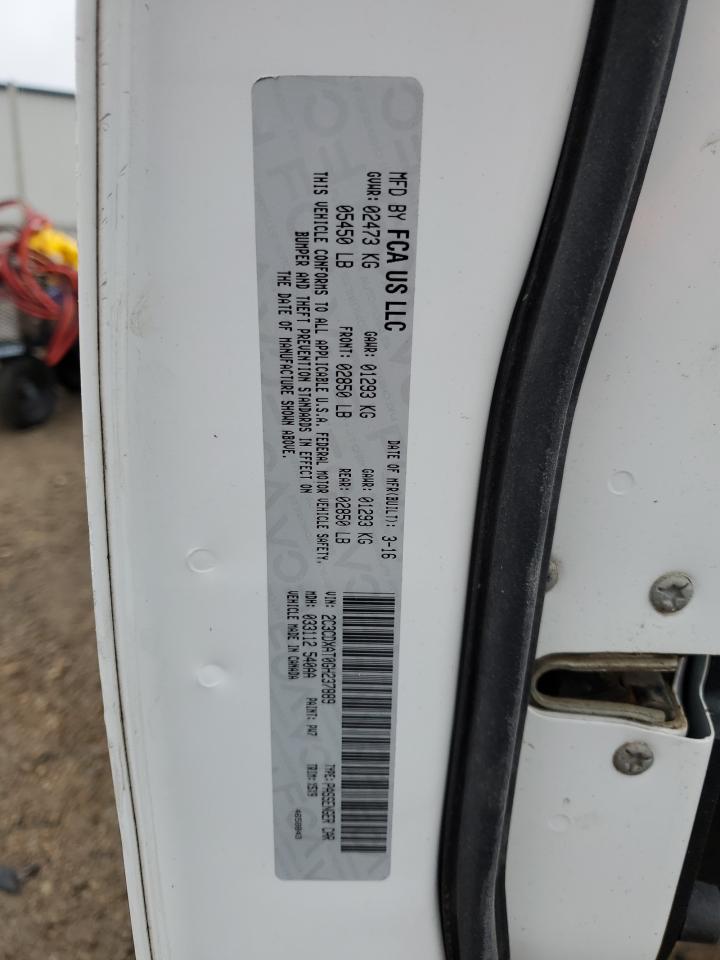 MFD BY FCA US LLC DATE OF MFR(BUILT): 3-16
GVWR: 02473 KG GAWR: 01293 KG GAWR: 01293 KG
05450 LB FRONT: 02850 LB REAR: 02850 LB
THIS VEHICLE CONFORMS TO ALL APPLICABLE U.S.A. FEDERAL MOTOR VEHICLE SAFETY,
BUMPER AND THEFT PREVENTION STANDARDS IN EFFECT ON
THE DATE OF MANUFACTURE SHOWN ABOVE.
VIN: 2C3CDXAT0GH237989 TYPE: PASSENGER CAR
MDH: 033112 540AA PAINT: PW7 TRIM: X5X9
VEHICLE MADE IN CANADA